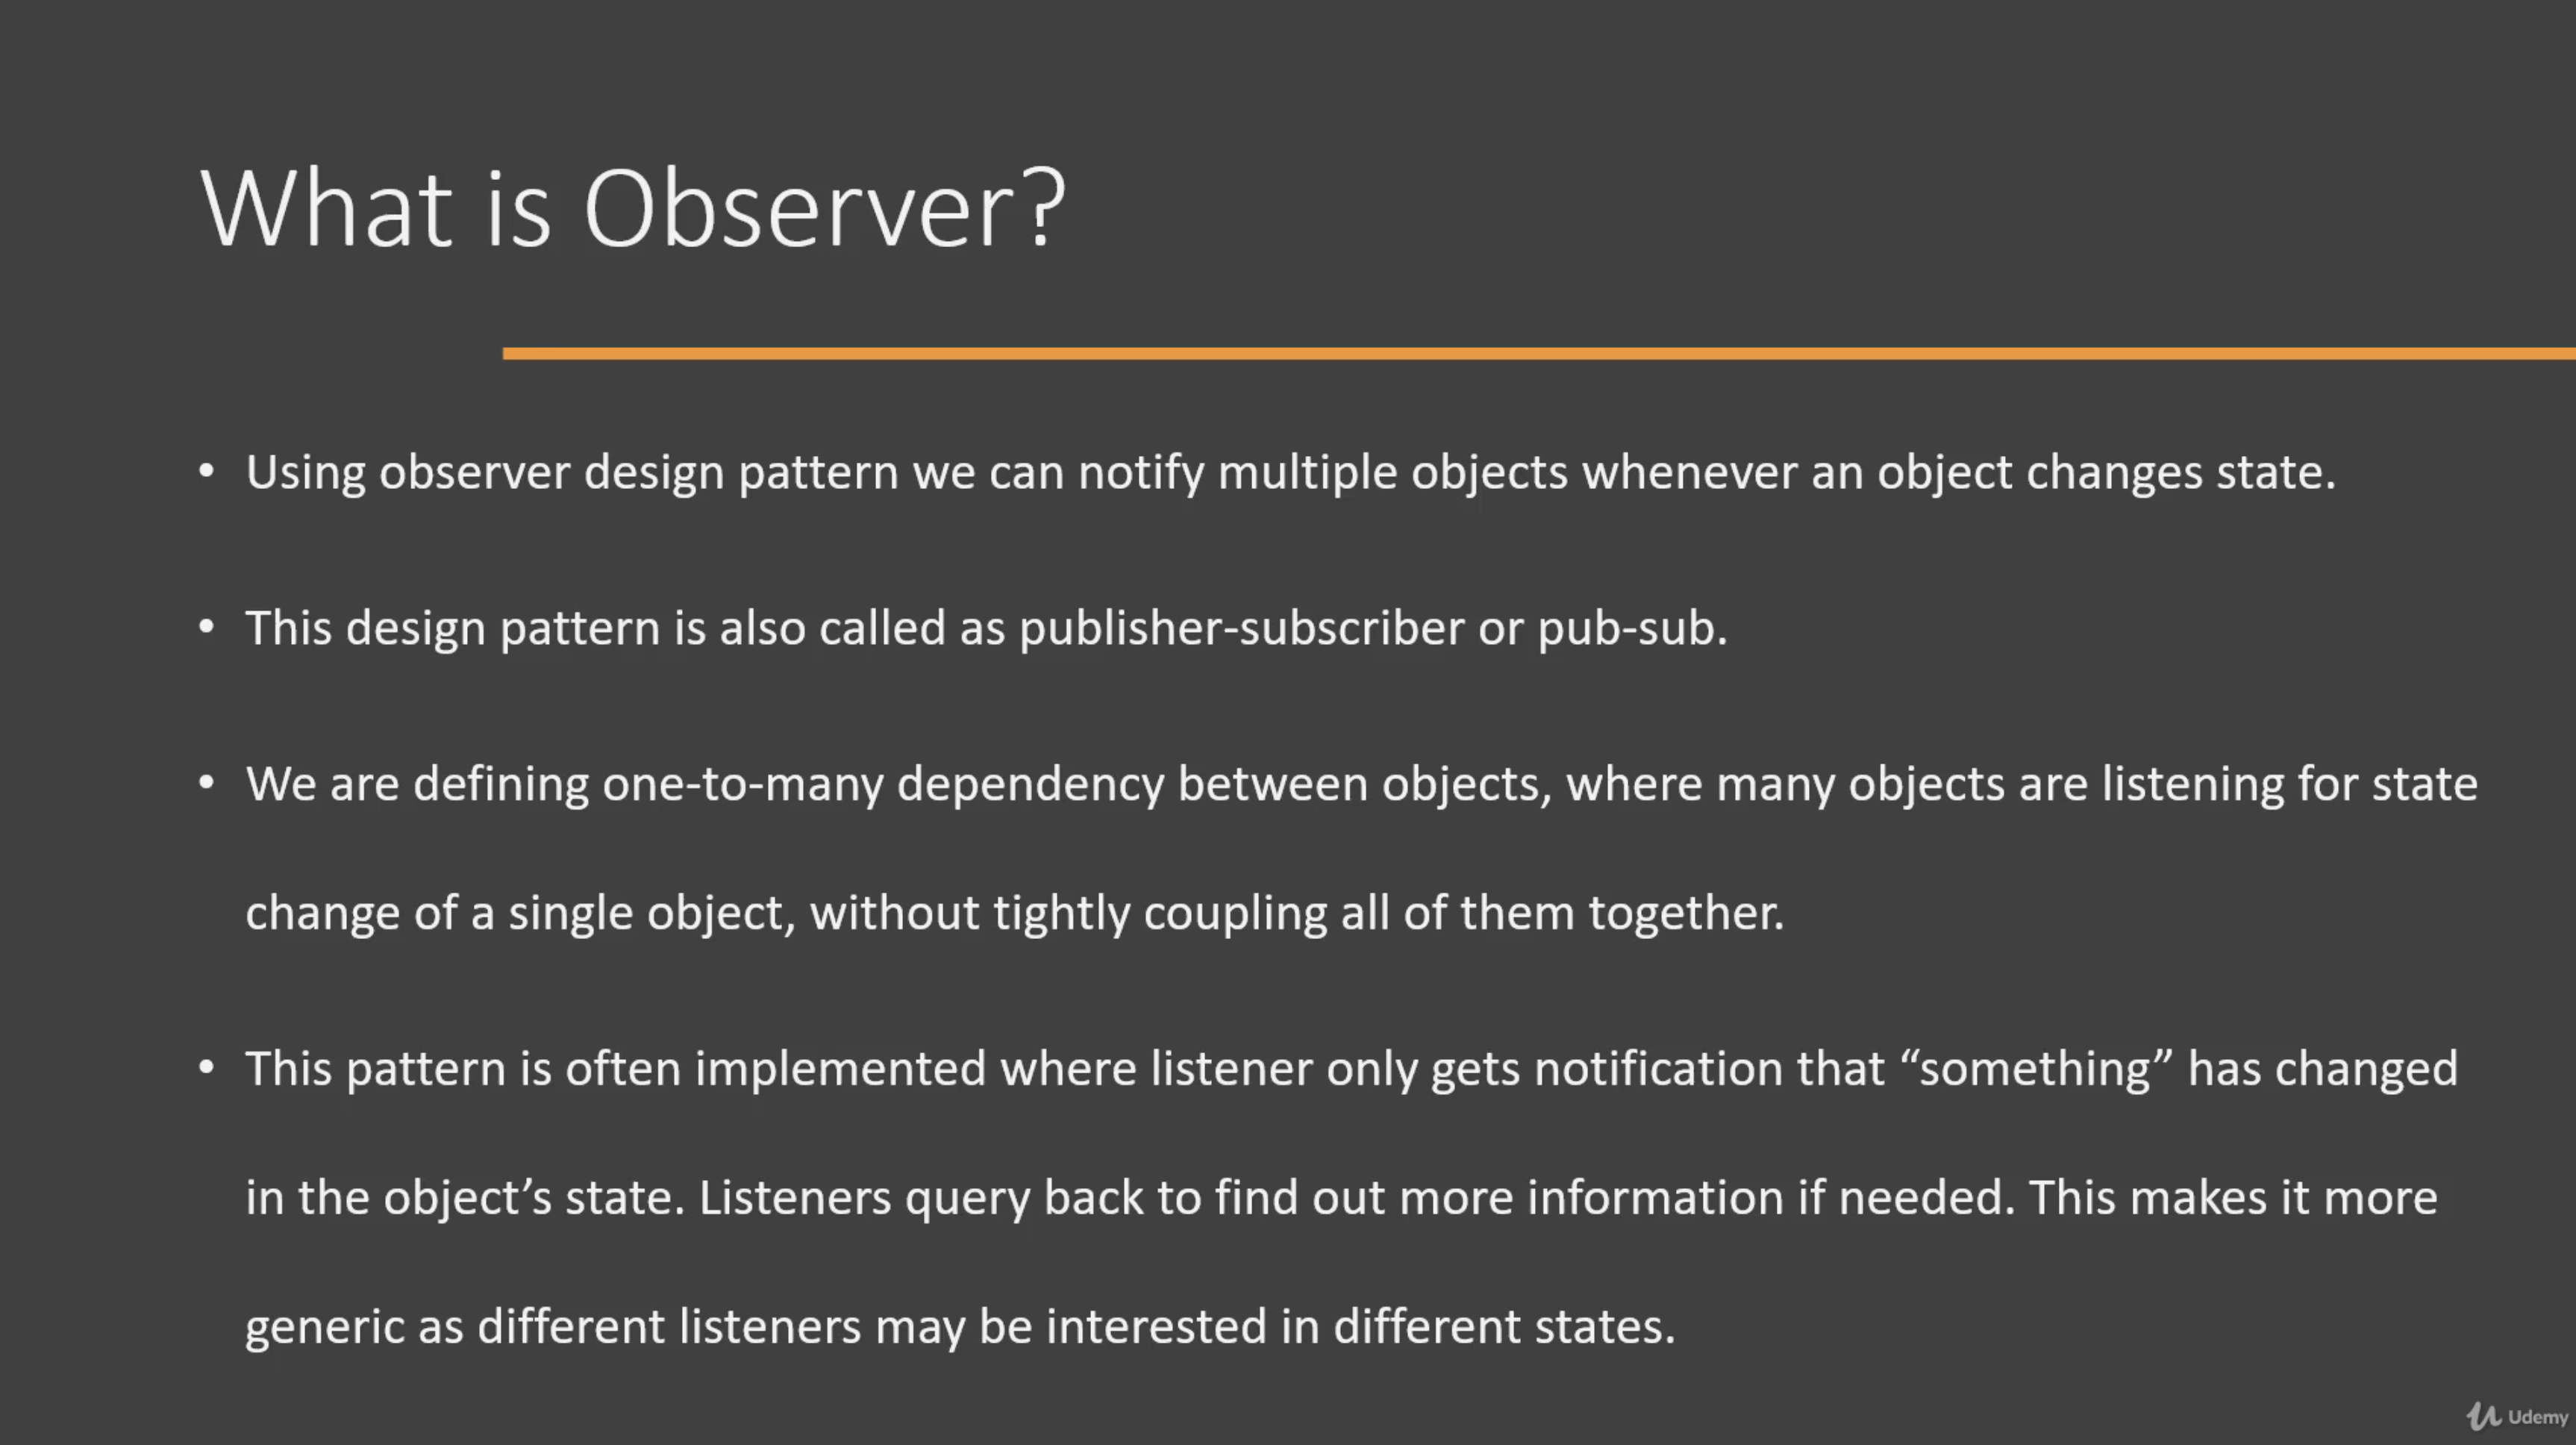 What is Observer?
• Using observer design pattern we can notify multiple objects whenever an object changes state.
• This design pattern is also called as publisher-subscriber or pub-sub.
• We are defining one-to-many dependency between objects, where many objects are listening for state
change of a single object, without tightly coupling all of them together.
• This pattern is often implemented where listener only gets notification that “something” has changed
in the object’s state. Listeners query back to find out more information if needed. This makes it more
generic as different listeners may be interested in different states.
Udemy